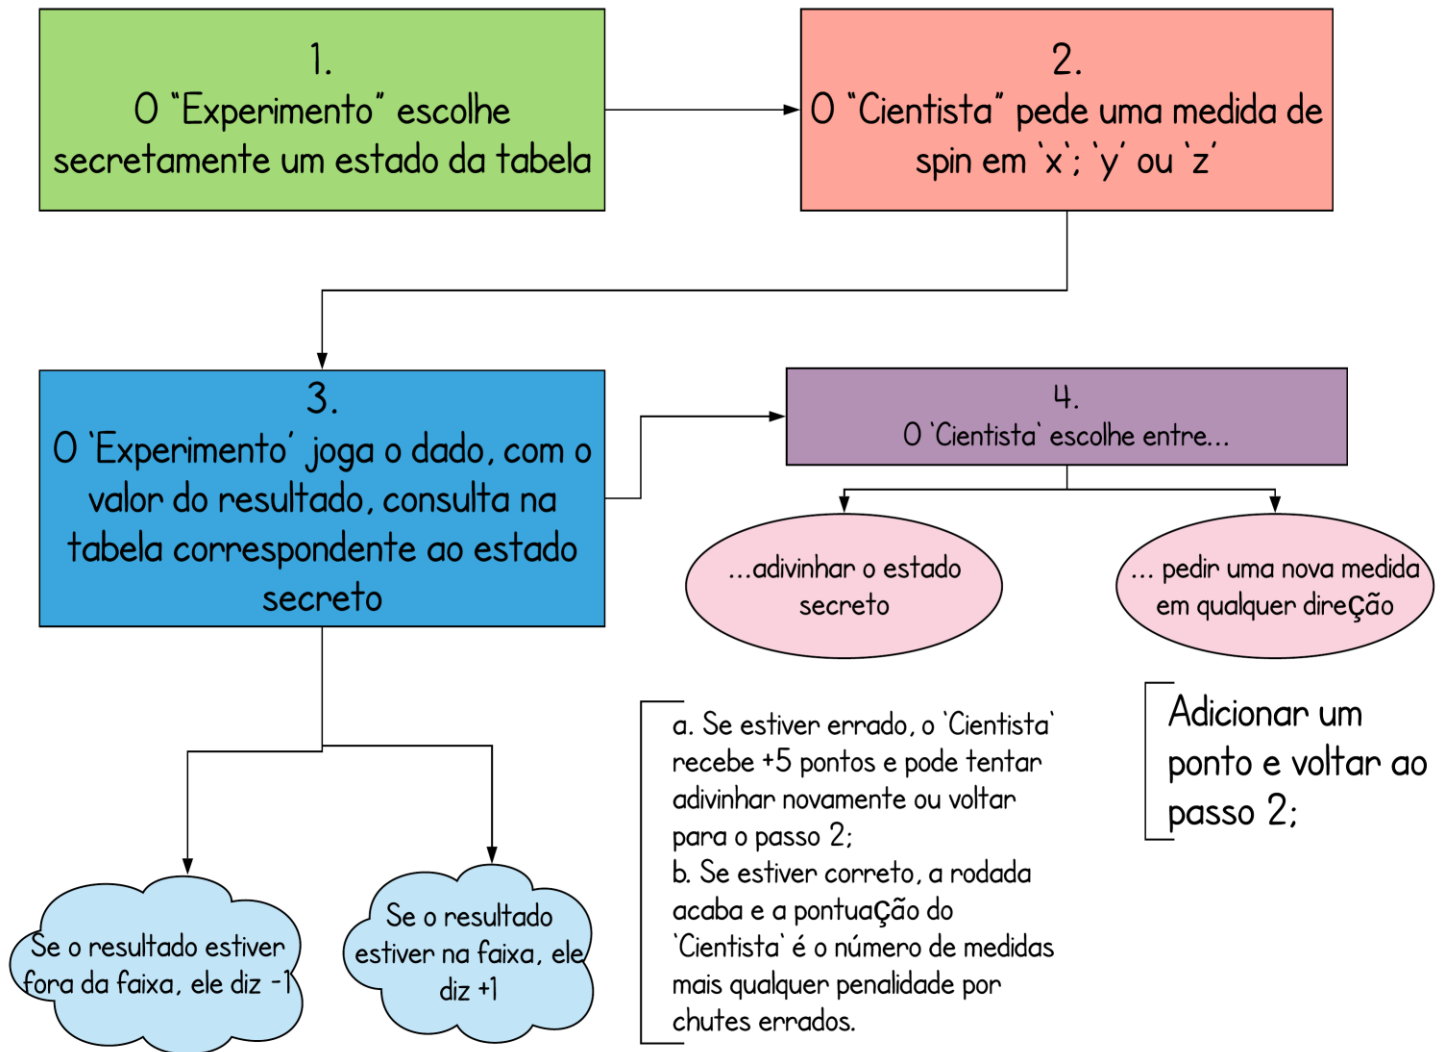 1.
O “Experimento” escolhe
secretamente um estado da tabela
2.
O “Cientista” pede uma medida de
spin em ‘x’; ‘y’ ou ‘z’
3.
O ‘Experimento’ joga o dado, com o
valor do resultado, consulta na
tabela correspondente ao estado
secreto
4.
O ‘Cientista‘ escolhe entre...
...adivinhar o estado
secreto
... pedir uma nova medida
em qualquer direção
Se o resultado estiver
fora da faixa, ele diz -1
Se o resultado
estiver na faixa, ele
diz +1
a. Se estiver errado, o ‘Cientista‘
recebe +5 pontos e pode tentar
adivinhar novamente ou voltar
para o passo 2;
b. Se estiver correto, a rodada
acaba e a pontuação do
‘Cientista‘ é o número de medidas
mais qualquer penalidade por
chutes errados.
Adicionar um
ponto e voltar ao
passo 2;